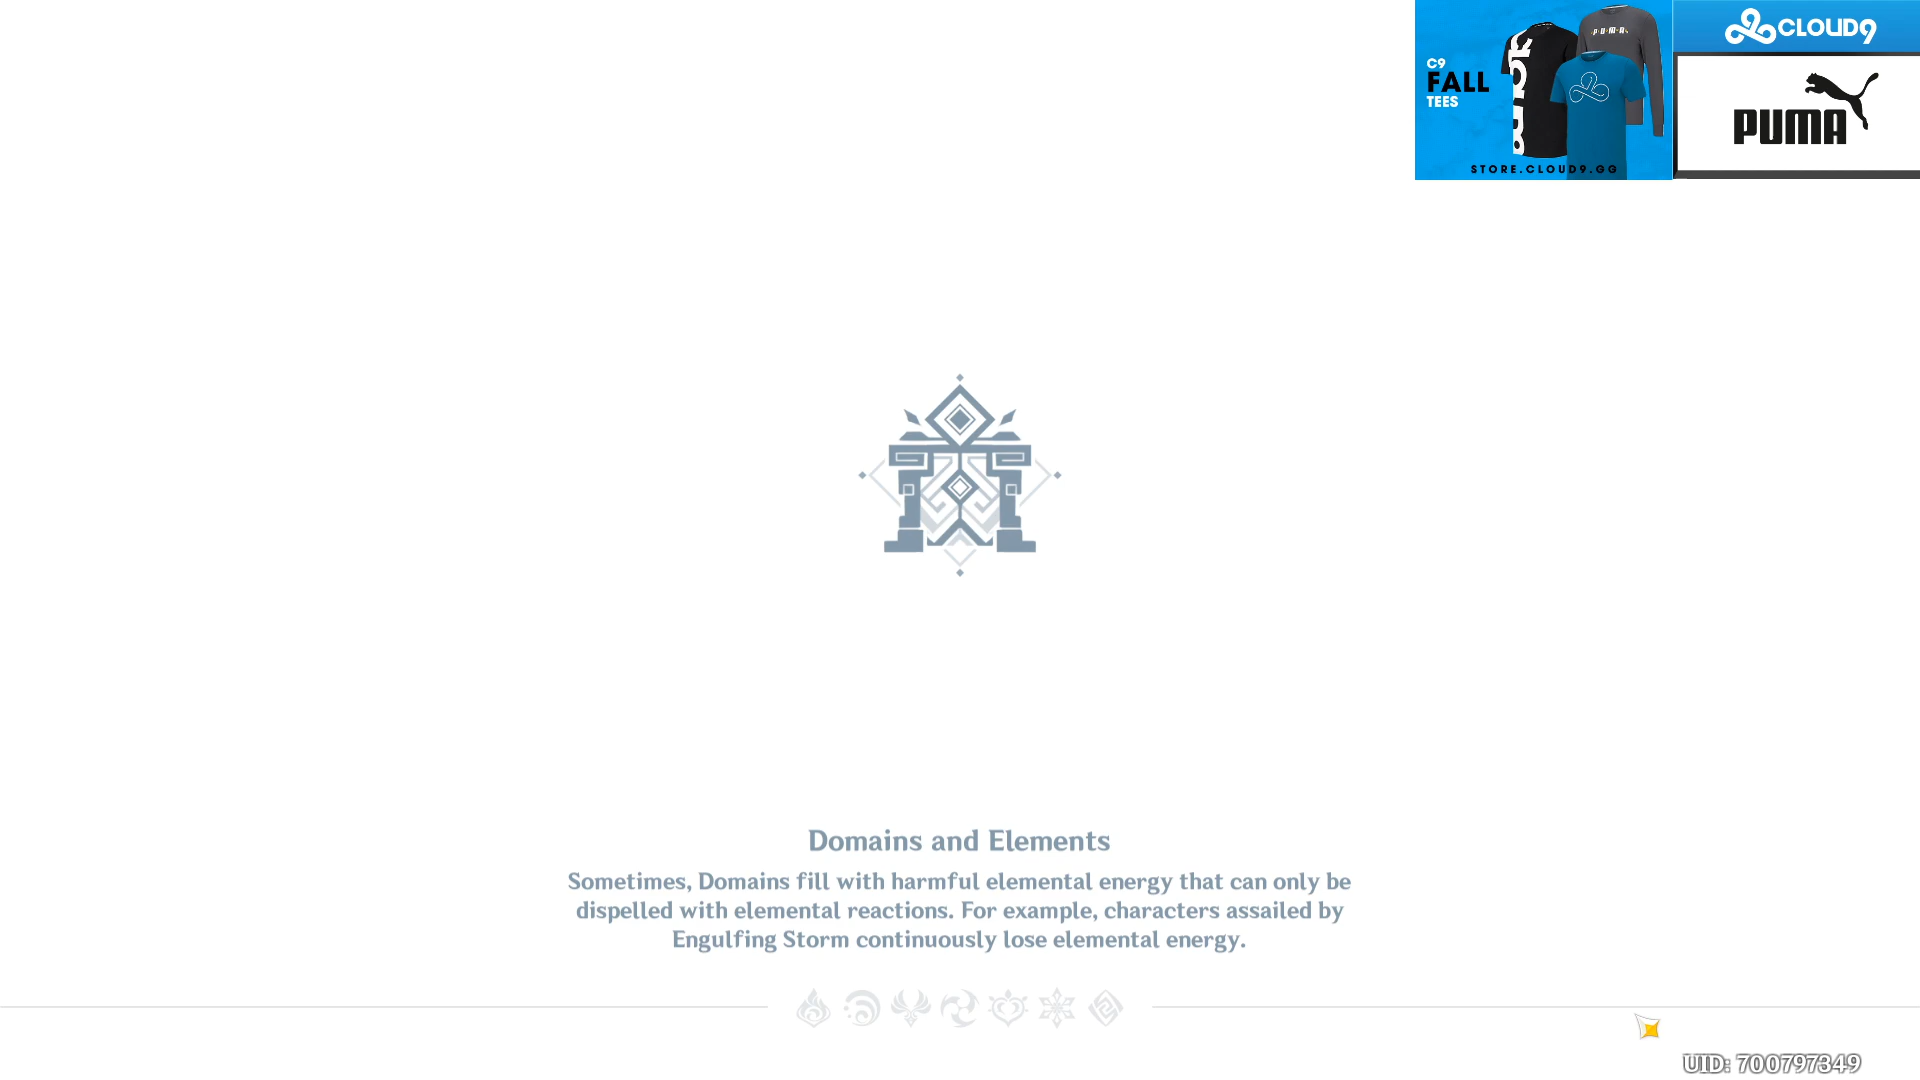 C9
FALL
TEES
PUMA
STORE.CLOUD9.GG
CLOUD9
PUMA
Domains and Elements
Sometimes, Domains fill with harmful elemental energy that can only be
dispelled with elemental reactions. For example, characters assailed by
Engulfing Storm continuously lose elemental energy.
UID: 700797349